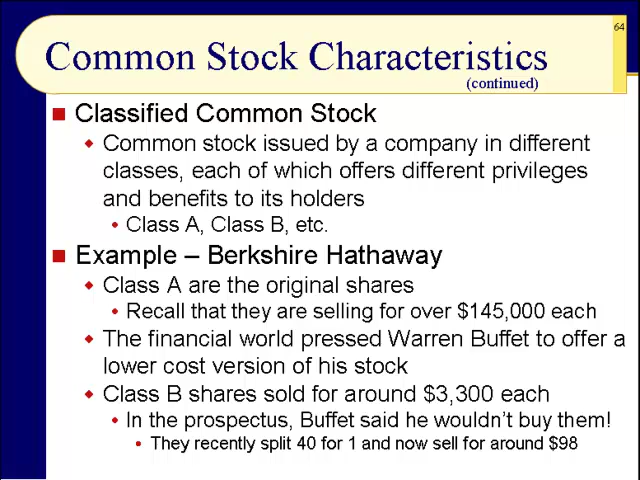 64
Common Stock Characteristics
(continued)
Classified Common Stock
Common stock issued by a company in different
classes, each of which offers different privileges
and benefits to its holders
Class A, Class B, etc.
Example – Berkshire Hathaway
Class A are the original shares
Recall that they are selling for over $145,000 each
The financial world pressed Warren Buffet to offer a
lower cost version of his stock
Class B shares sold for around $3,300 each
In the prospectus, Buffet said he wouldn't buy them!
They recently split 40 for 1 and now sell for around $98